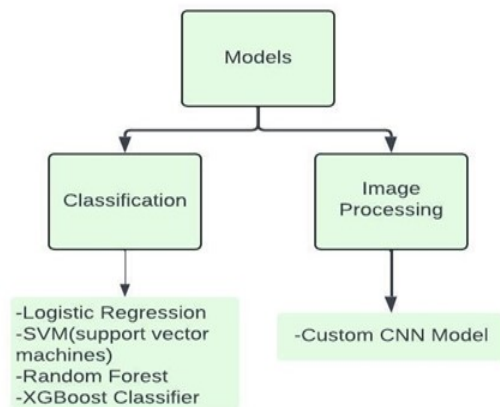 Models
Classification
Image
Processing
-Logistic Regression
-SVM(support vector
machines)
-Random Forest
-XGBoost Classifier
-Custom CNN Model